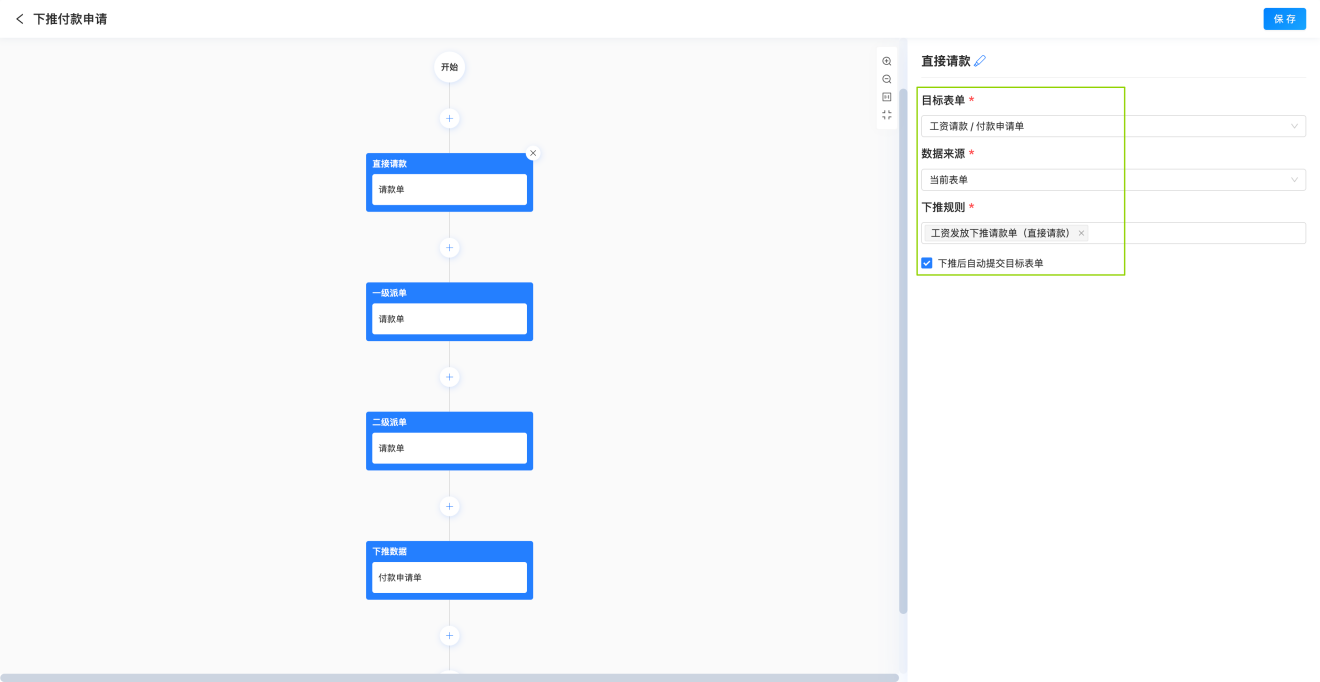 下推付款申请
保存
开始
直接请款
请款单
一级派单
请款单
二级派单
请款单
下推数据
付款申请单
直接请款
目标表单 *
工资请款 / 付款申请单
数据来源 *
当前表单
下推规则 *
工资发放下推请款单（直接请款）
下推后自动提交目标表单